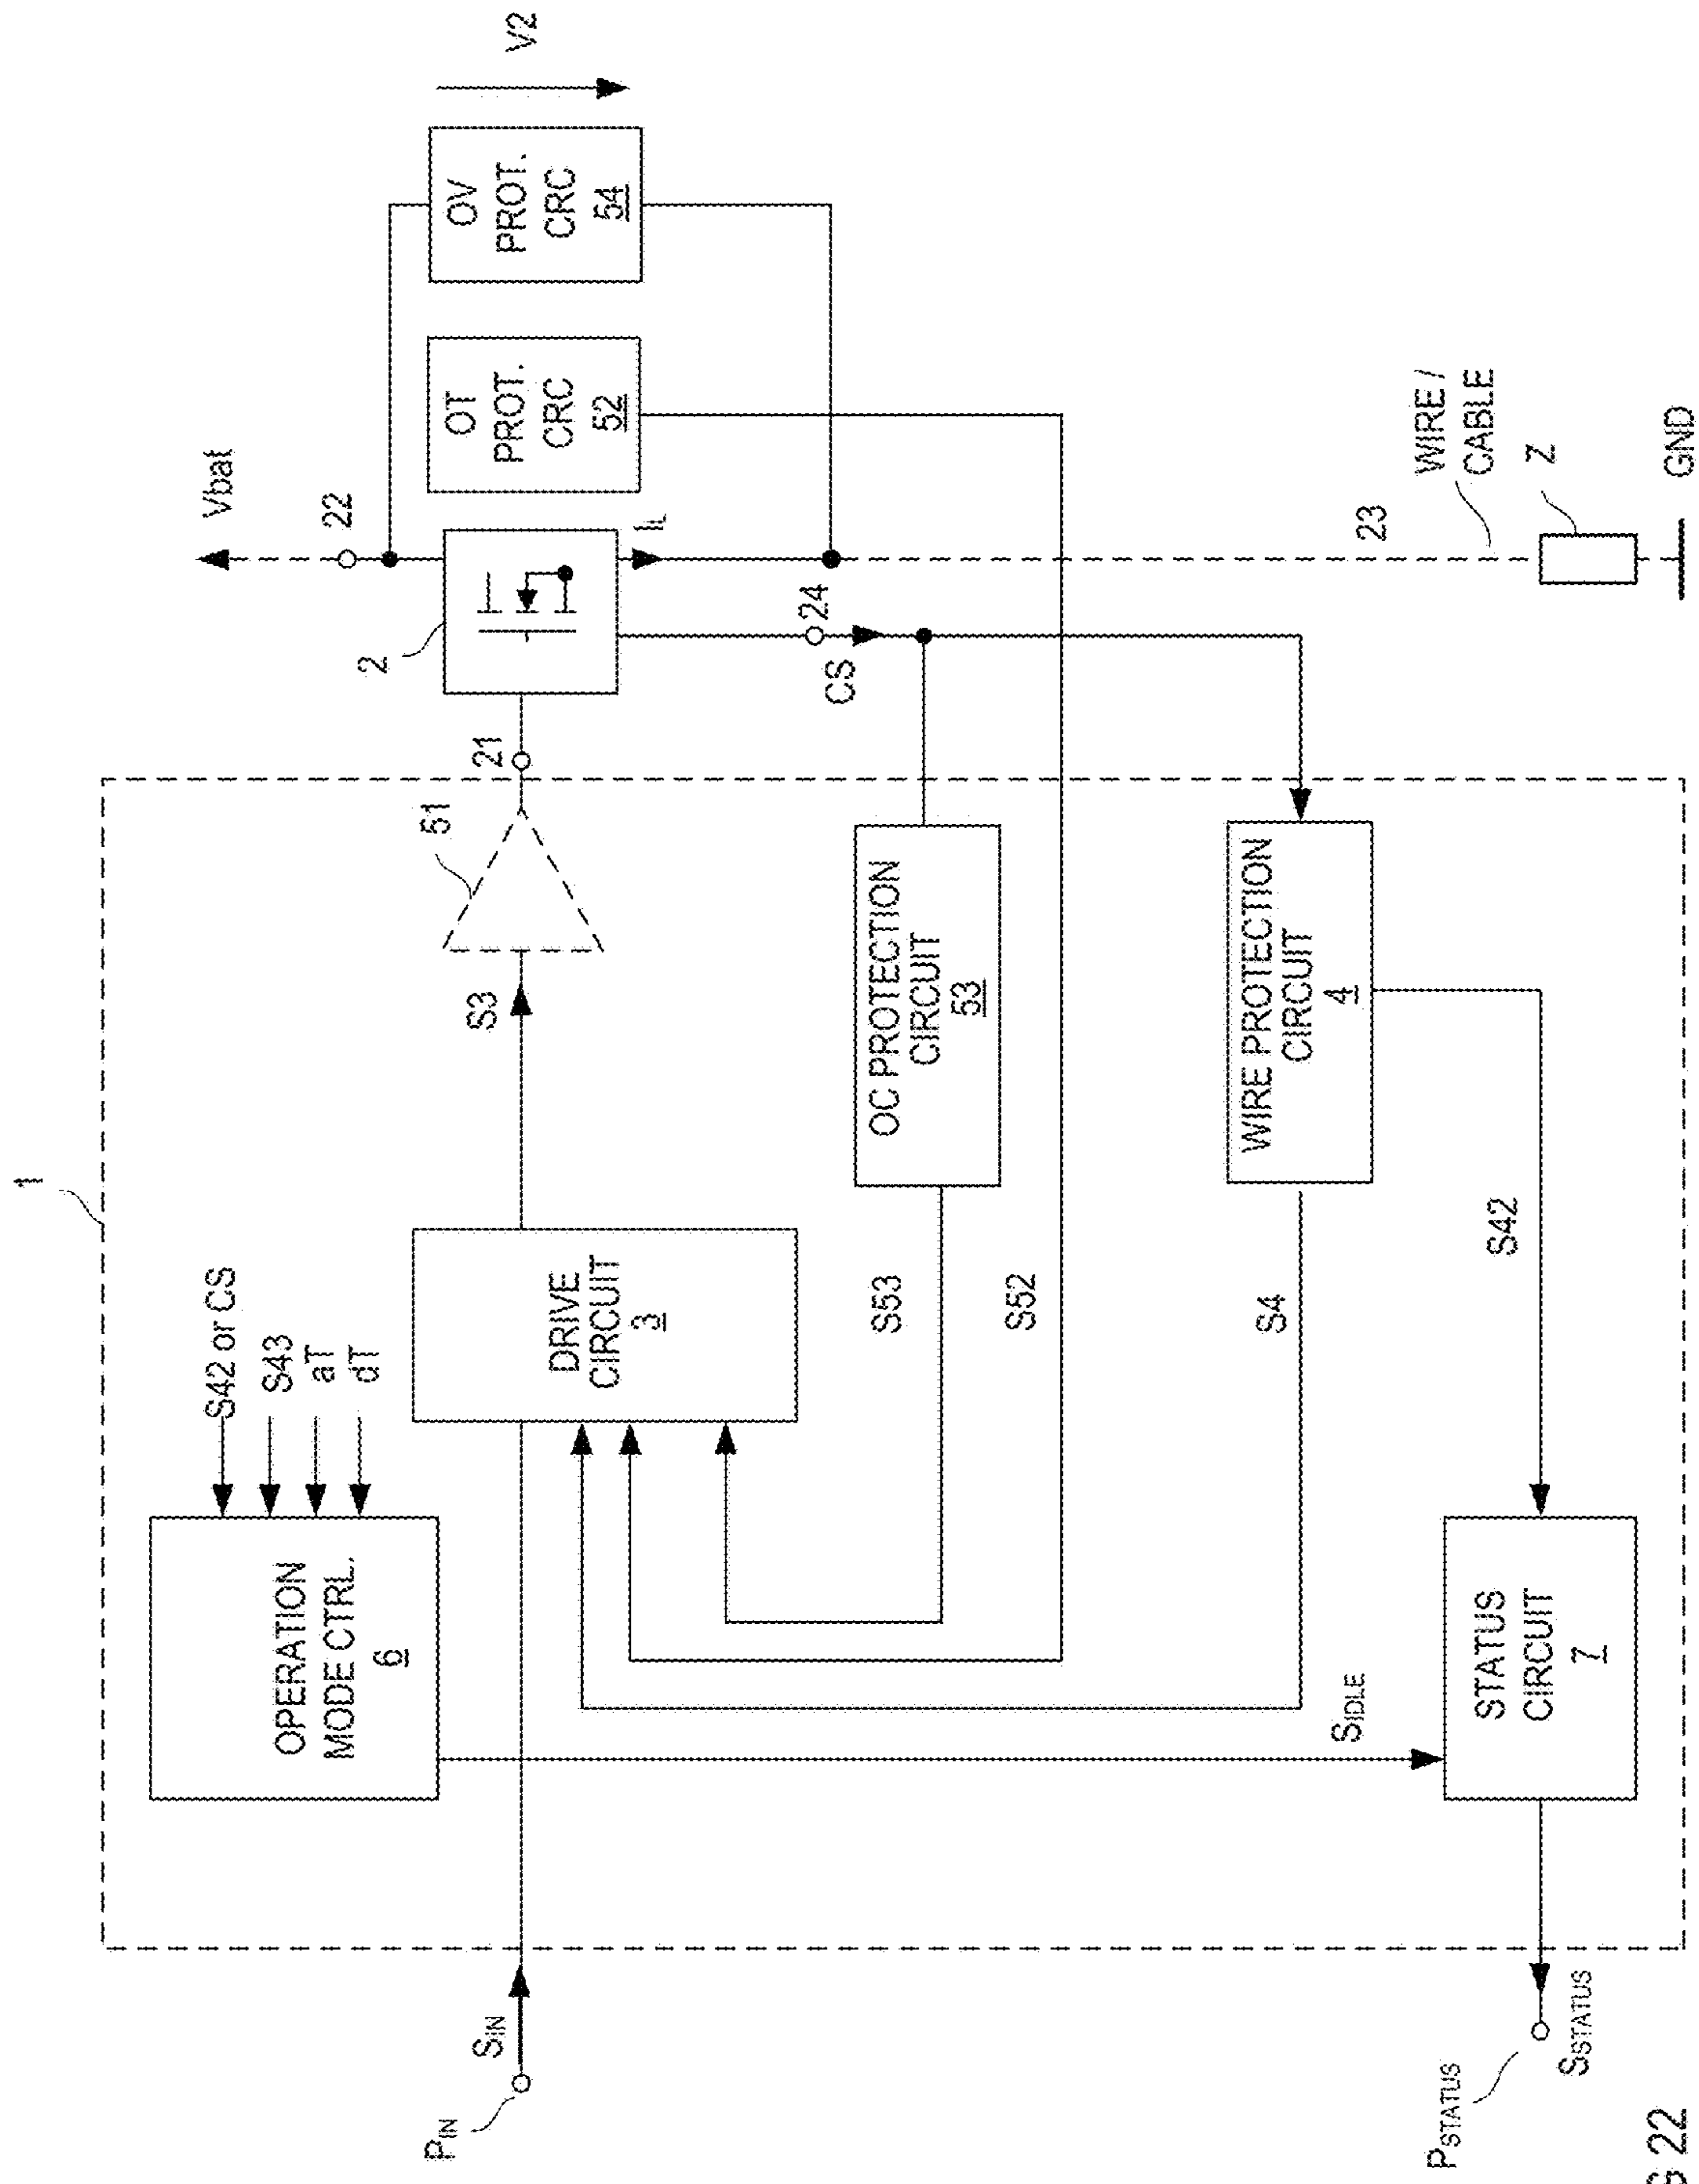 1
Vbat
22
V2
S42 or CS
S43
aT
dT
OPERATION
MODE CTRL.
6
2
OT
PROT.
CRC
52
OV
PROT.
CRC
54
PIN
SIN
DRIVE
CIRCUIT
3
S3
51
21
IL
24
CS
S53
OC PROTECTION
CIRCUIT
53
S52
S4
WIRE PROTECTION
CIRCUIT
4
SIDLE
S42
STATUS
CIRCUIT
7
23
WIRE /
CABLE
Z
GND
PSTATUS
SSTATUS
22